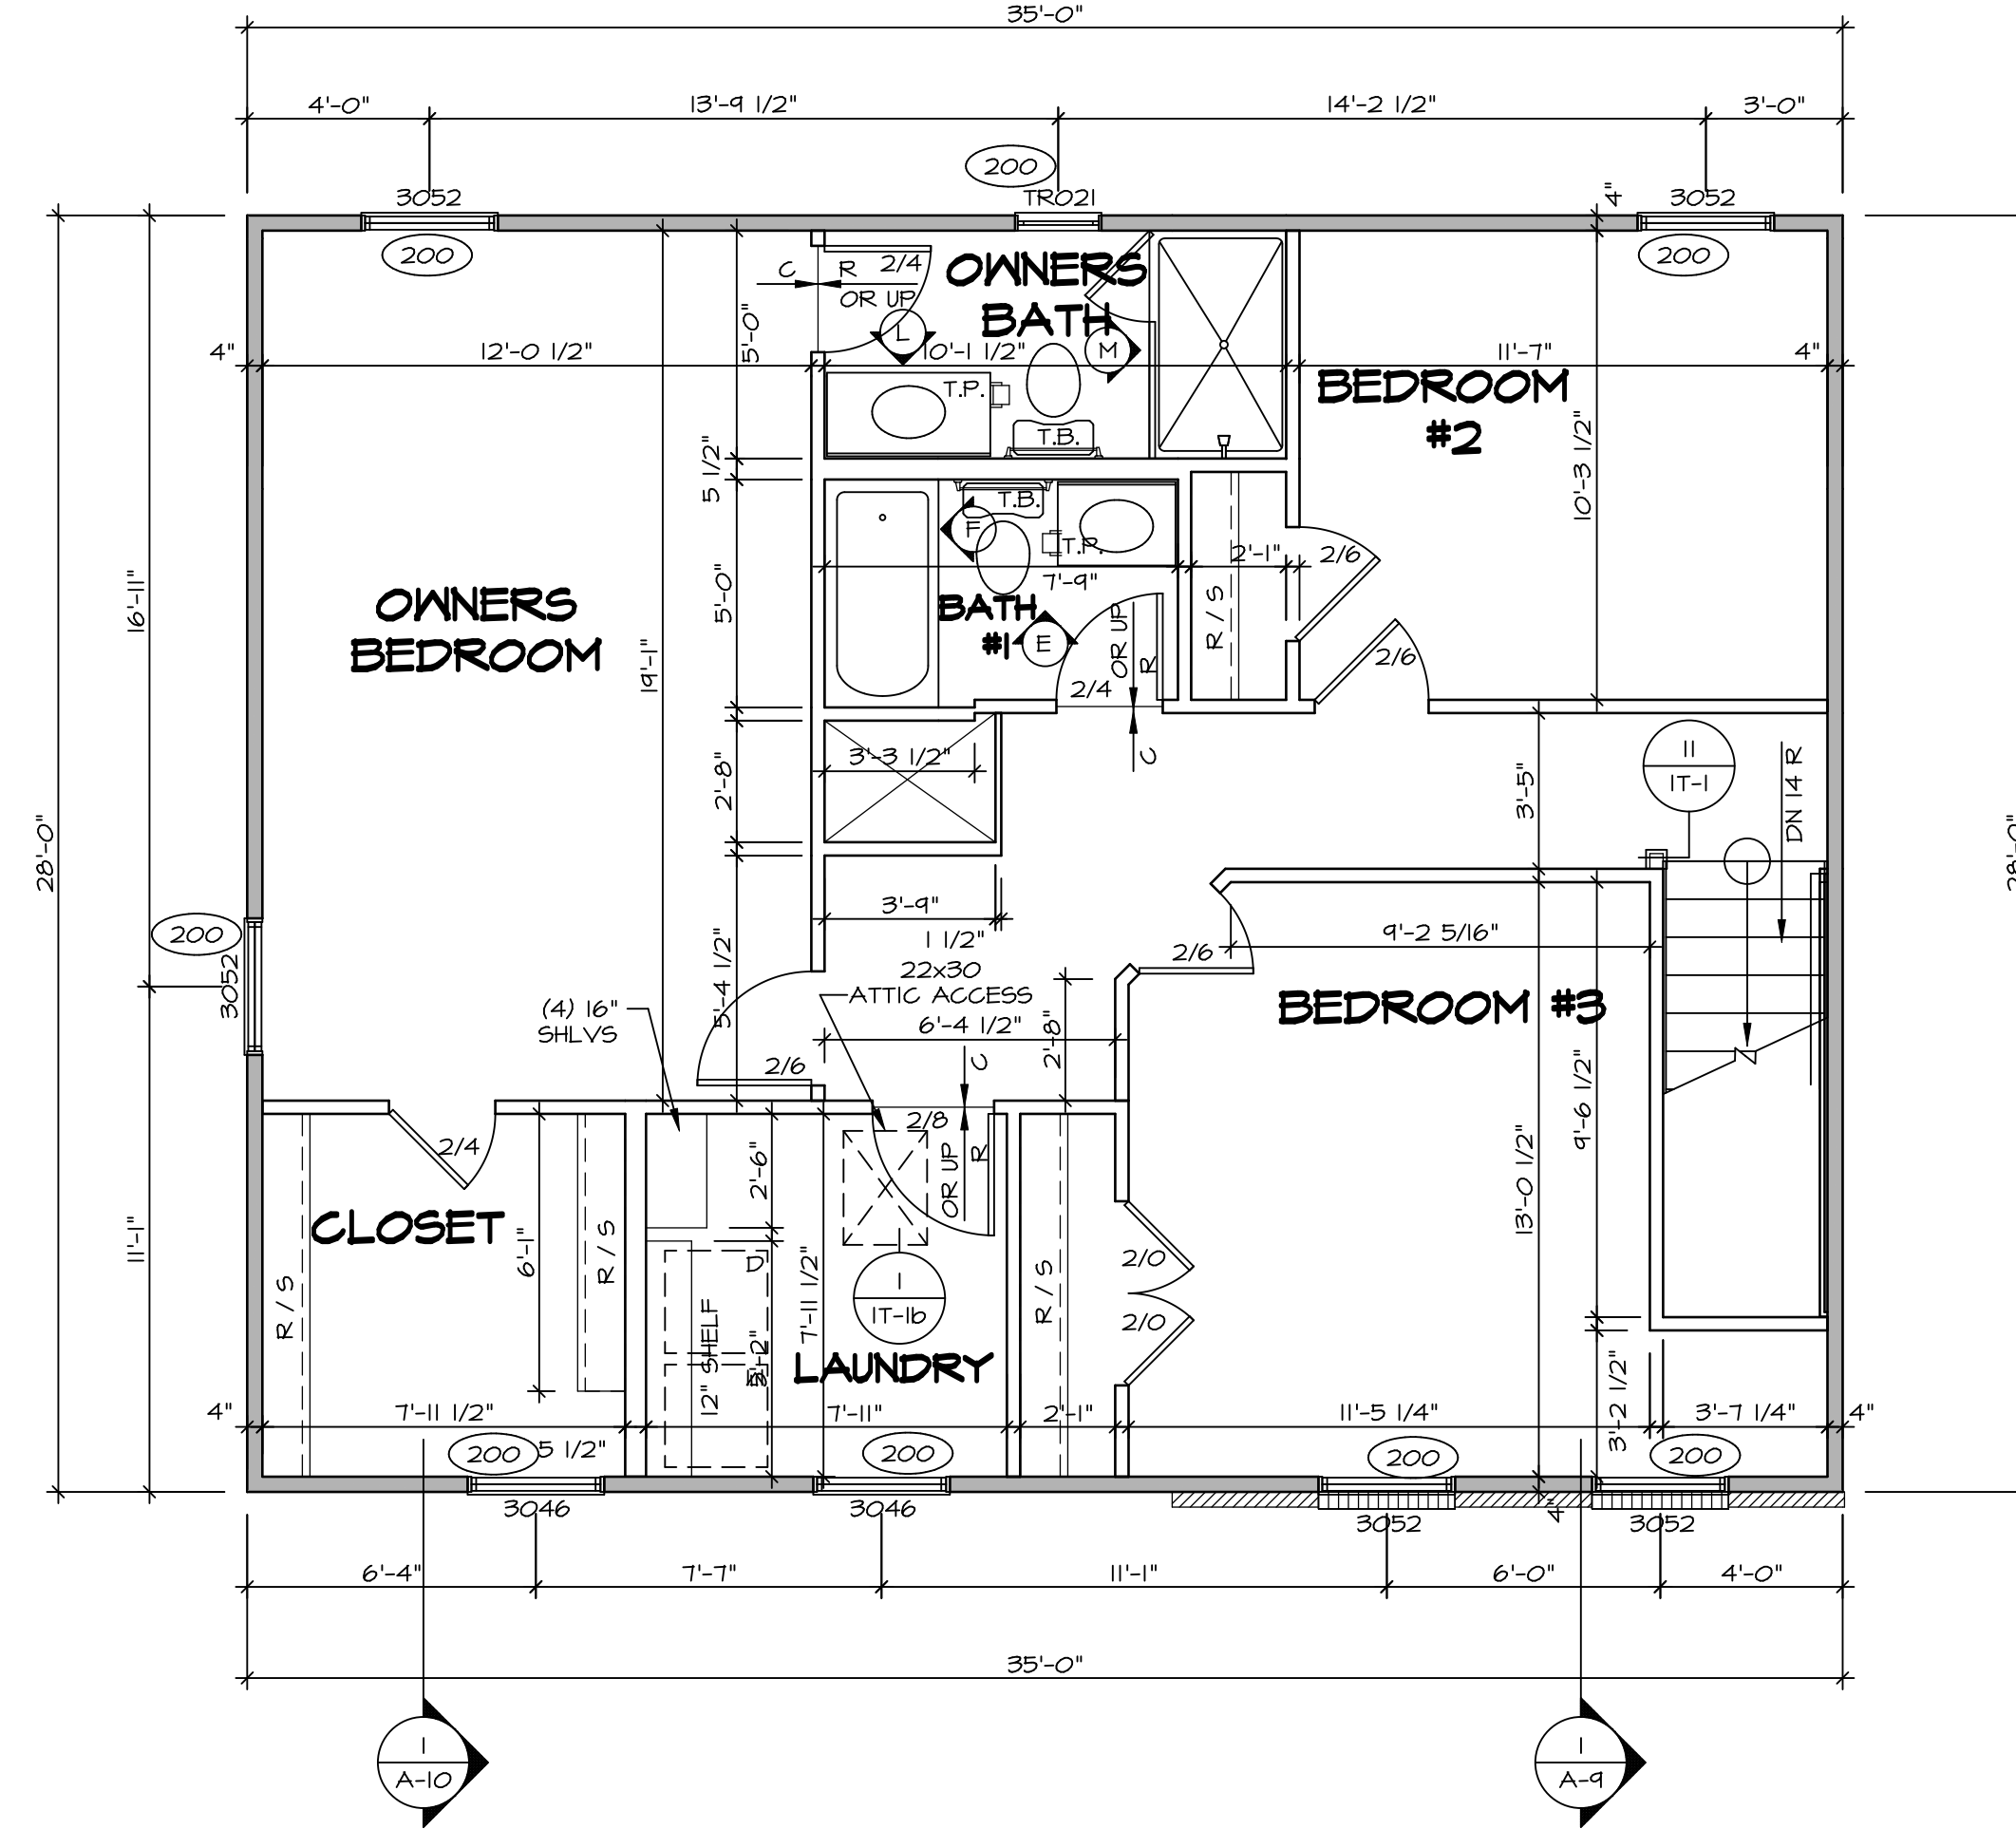 35'-0"
4'-0"
13'-9 1/2"
14'-2 1/2"
3'-0"
200
3052
TR021
3052
4"
200
200
C
R
2/4
OR UP
OWNERS
BATH
L
M
5'-0"
4"
12'-0 1/2"
10'-1 1/2"
11'-7"
4"
BEDROOM
#2
T.P.
T.B.
5 1/2"
10'-3 1/2"
T.B.
F
T.P.
2'-1"
2/6
7'-9"
16'-11"
5'-0"
OWNERS
BEDROOM
BATH
#1
E
OR UP
R
R / S
19'-1"
2/6
2/4
C
3'-3 1/2"
2'-8"
3'-5"
11
1T-1
DN 14 R
28'-0"
28'-0"
3'-9"
1 1/2"
200
3052
5'-4 1/2"
22x30
ATTIC ACCESS
(4) 16"
SHLVS
6'-4 1/2"
2'-8"
2/6
9'-2 5/16"
BEDROOM #3
2/6
C
9'-6 1/2"
13'-0 1/2"
2/4
2/8
OR UP
R
2'-6"
CLOSET
6'-1"
R / S
R / S
11'-1"
D
12" SHELF
5'-2"
7'-11 1/2"
1
1T-1b
LAUNDRY
R / S
2/0
2/0
3'-2 1/2"
4"
7'-11 1/2"
5 1/2"
7'-11"
2'-1"
11'-5 1/4"
3'-7 1/4"
4"
200
200
200
200
3046
3046
3052
3052
4"
6'-4"
7'-7"
11'-1"
6'-0"
4'-0"
35'-0"
1
A-10
1
A-9